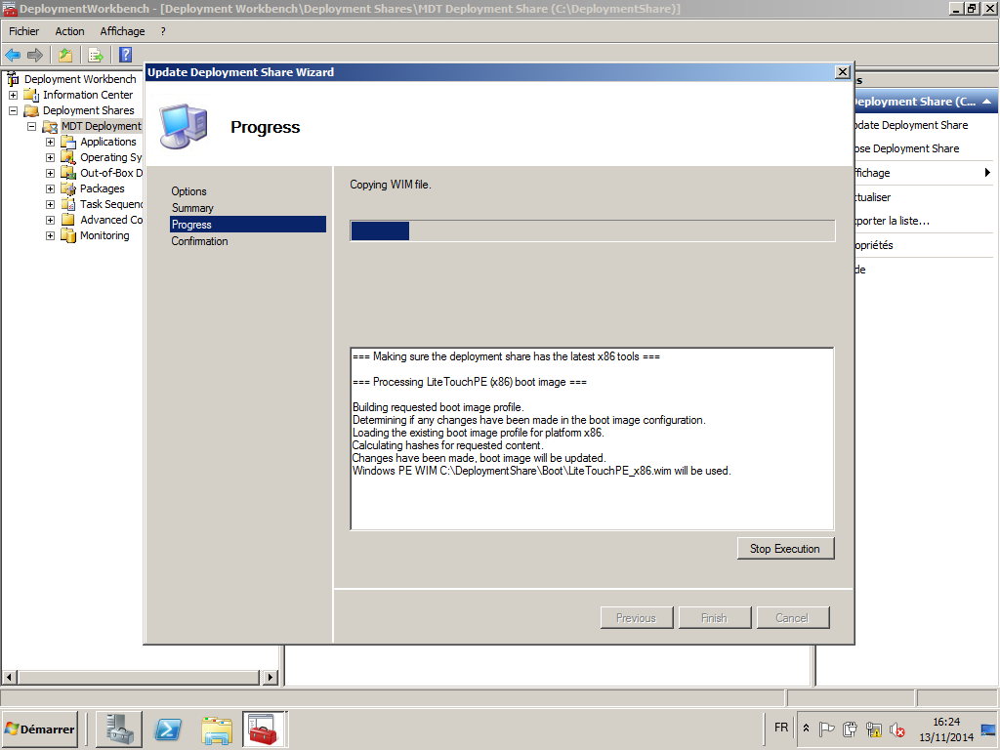 DeploymentWorkbench - [Deployment Workbench\Deployment Shares\MDT Deployment Share (C:\DeploymentShare)]
Fichier Action Affichage ?
Deployment Workbench
Information Center
Deployment Shares
MDT Deployment
Applications
Operating Sy
Out-of-Box D
Packages
Task Sequenc
Advanced Co
Monitoring
Update Deployment Share Wizard
Progress
Options
Summary
Progress
Confirmation
Copying WIM file.
=== Making sure the deployment share has the latest x86 tools ===
=== Processing LiteTouchPE (x86) boot image ===
Building requested boot image profile.
Determining if any changes have been made in the boot image configuration.
Loading the existing boot image profile for platform x86.
Calculating hashes for requested content.
Changes have been made, boot image will be updated.
Windows PE WIM C:\DeploymentShare\Boot\LiteTouchPE_x86.wim will be used.
Stop Execution
Previous Finish Cancel
s
Deployment Share (C...
pdate Deployment Share
ose Deployment Share
ffichage
ctualiser
xporter la liste...
opriétés
de
Démarrer
FR
16:24
13/11/2014